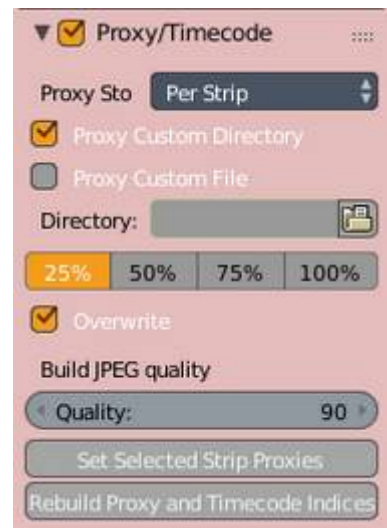 Proxy/Timecode
Proxy Sto Per Strip
Proxy Custom Directory
Proxy Custom File
Directory:
25% 50% 75% 100%
Overwrite
Build JPEG quality
Quality: 90
Set Selected Strip Proxies
Rebuild Proxy and Timecode Indices